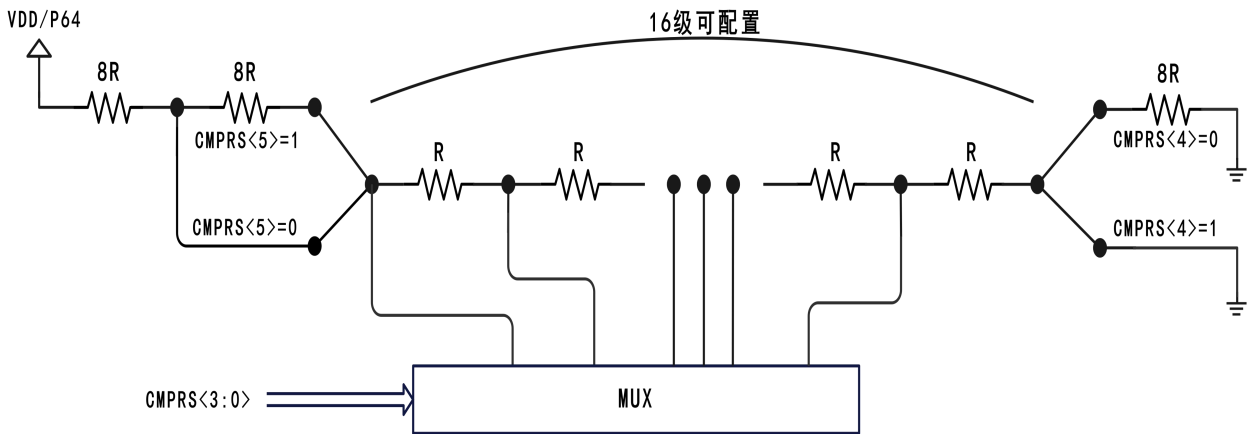 VDD/P64
16级可配置
8R
8R
8R
CMPRS<5>=1
CMPRS<4>=0
R
R
R
R
CMPRS<5>=0
CMPRS<4>=1
CMPRS<3:0>
MUX